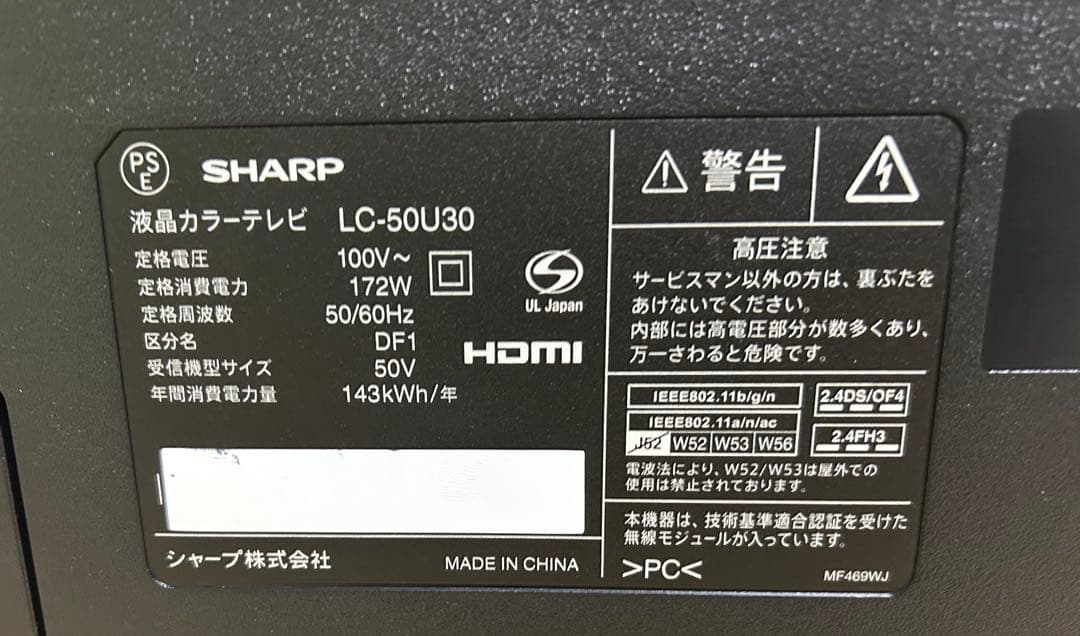 PSE
SHARP
液晶カラーテレビ LC-50U30
定格電圧 100V～
定格消費電力 172W
定格周波数 50/60Hz
区分名 DF1
受信機型サイズ 50V
年間消費電力量 143kWh/年
UL Japan
HDMI
シャープ株式会社 MADE IN CHINA
警告
高圧注意
サービスマン以外の方は、裏ぶたを
あけないでください。
内部には高電圧部分が数多くあり、
万一さわると危険です。
IEEE802.11b/g/n
IEEE802.11a/n/ac
J52 W52 W53 W56
2.4DS/OF4
2.4FH3
電波法により、W52/W53は屋外での
使用は禁止されております。
本機器は、技術基準適合認証を受けた
無線モジュールが入っています。
>PC<
MF469WJ